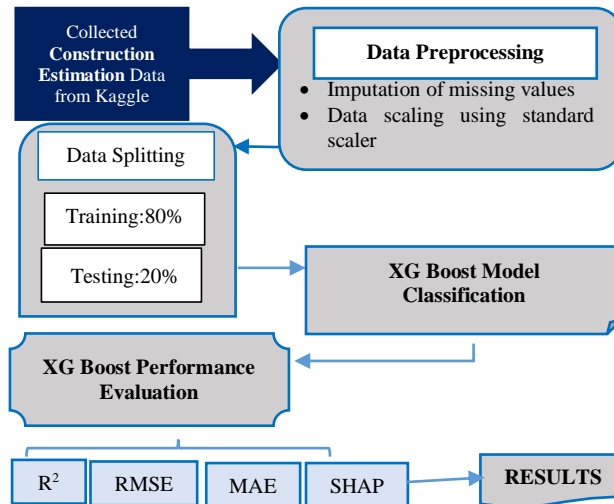 Collected
Construction
Estimation Data
from Kaggle
Data Preprocessing
• Imputation of missing values
• Data scaling using standard
scaler
Data Splitting
Training:80%
Testing:20%
XG Boost Model
Classification
XG Boost Performance
Evaluation
R²
RMSE
MAE
SHAP
RESULTS